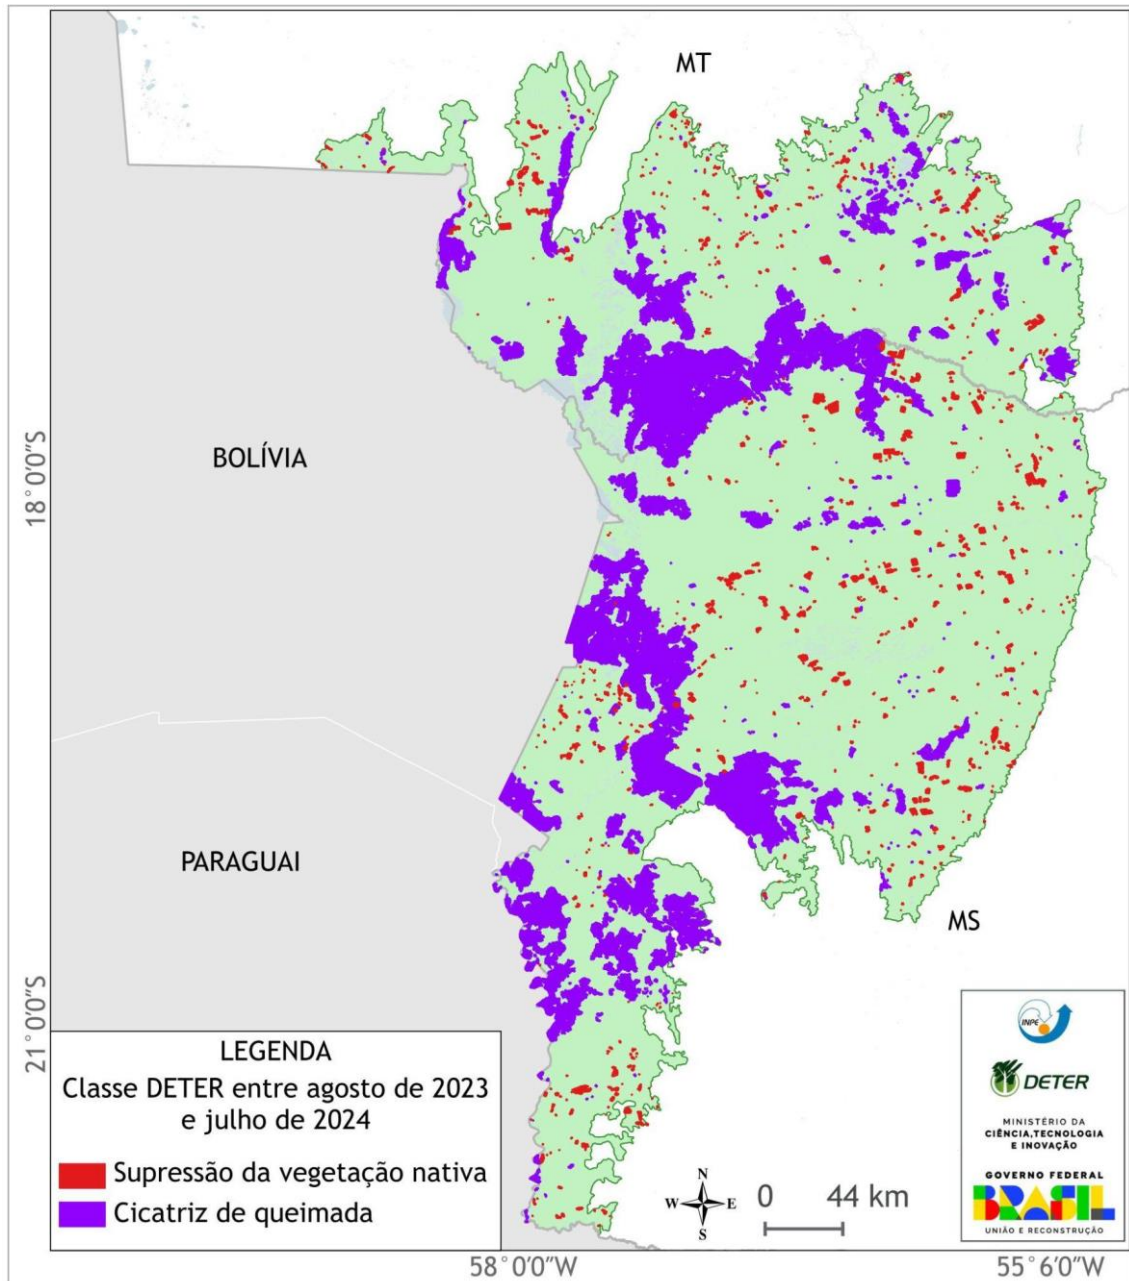 MT
BOLÍVIA
18°0'0"S
PARAGUAI
MS
21°0'0"S
LEGENDA
Classe DETER entre agosto de 2023
e julho de 2024
Supressão da vegetação nativa
Cicatriz de queimada
N
W E
S
0 44 km
INPE
DETER
MINISTÉRIO DA
CIÊNCIA,TECNOLOGIA
E INOVAÇÃO
GOVERNO FEDERAL
BRASIL
UNIÃO E RECONSTRUÇÃO
58°0'0"W
55°6'0"W